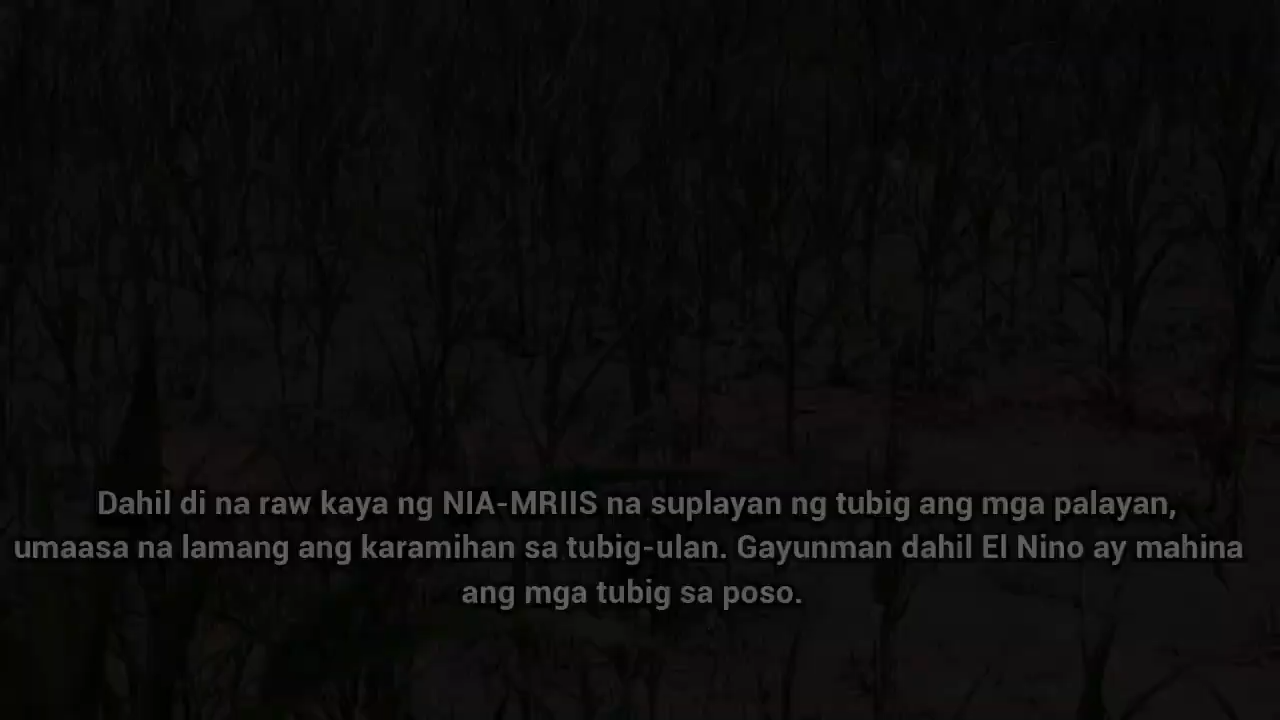 Dahil di na raw kaya ng NIA-MRIIS na suplayan ng tubig ang mga palayan,
umaasa na lamang ang karamihan sa tubig-ulan. Gayunman dahil El Nino ay mahina
ang mga tubig sa poso.